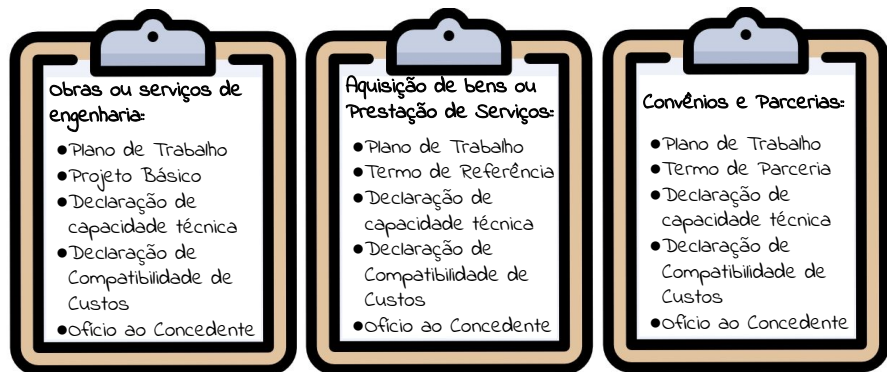 Obras ou serviços de
engenharia:
●Plano de Trabalho
●Projeto Básico
●Declaração de
capacidade técnica
●Declaração de
Compatibilidade de
Custos
●Ofício ao Concedente
Aquisição de bens ou
Prestação de Serviços:
●Plano de Trabalho
●Termo de Referência
●Declaração de
capacidade técnica
●Declaração de
Compatibilidade de
Custos
●Ofício ao Concedente
Convênios e Parcerias:
●Plano de Trabalho
●Termo de Parceria
●Declaração de
capacidade técnica
●Declaração de
Compatibilidade de
Custos
●Ofício ao Concedente